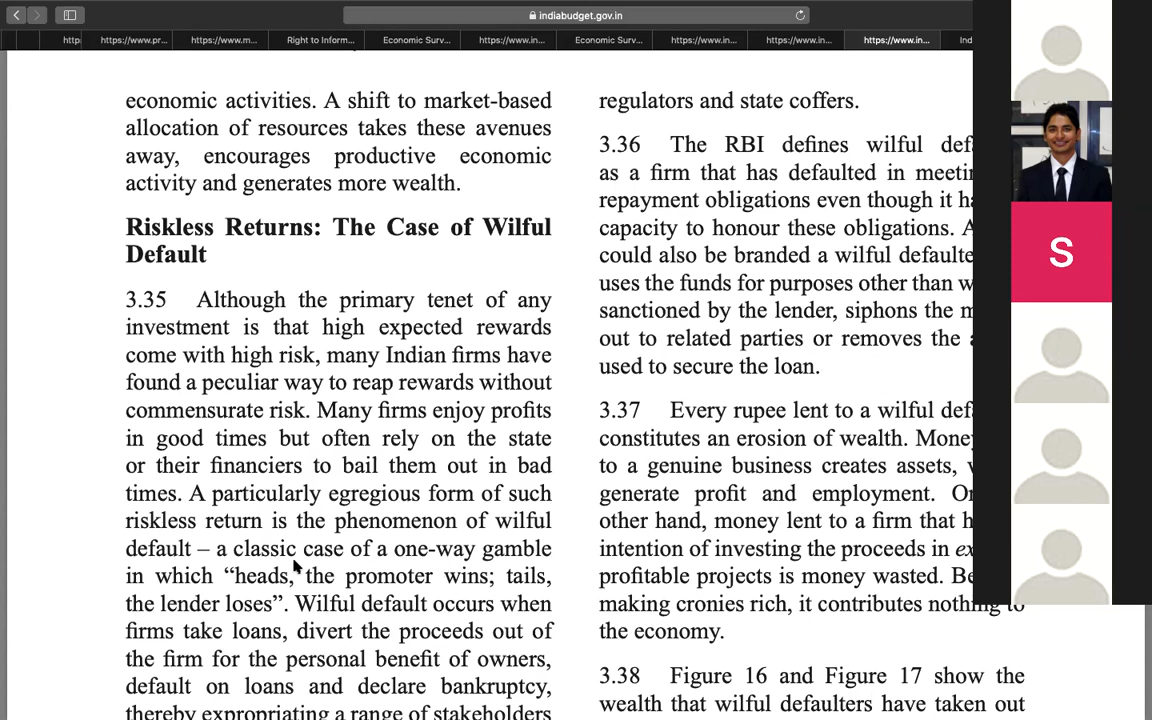 indiabudget.gov.in
http
https://www.pr...
https://www.m...
Right to Inform...
Economic Surv...
https://www.in...
Economic Surv...
https://www.in...
https://www.in...
https://www.in...
Ind
economic activities. A shift to market-based
allocation of resources takes these avenues
away, encourages productive economic
activity and generates more wealth.
Riskless Returns: The Case of Wilful
Default
3.35 Although the primary tenet of any
investment is that high expected rewards
come with high risk, many Indian firms have
found a peculiar way to reap rewards without
commensurate risk. Many firms enjoy profits
in good times but often rely on the state
or their financiers to bail them out in bad
times. A particularly egregious form of such
riskless return is the phenomenon of wilful
default – a classic case of a one-way gamble
in which “heads, the promoter wins; tails,
the lender loses”. Wilful default occurs when
firms take loans, divert the proceeds out of
the firm for the personal benefit of owners,
default on loans and declare bankruptcy,
thereby expropriating a range of stakeholders
regulators and state coffers.
3.36 The RBI defines wilful
as a firm that has defaulted in
repayment obligations even though it
capacity to honour these obligations.
could also be branded a wilful
uses the funds for purposes other than
sanctioned by the lender, siphons the
out to related parties or removes the
used to secure the loan.
3.37 Every rupee lent to a wilful
constitutes an erosion of wealth.
to a genuine business creates assets,
generate profit and employment.
other hand, money lent to a firm that
intention of investing the proceeds in
profitable projects is money wasted.
making cronies rich, it contributes nothing to
the economy.
3.38 Figure 16 and Figure 17 show the
wealth that wilful defaulters have taken out
S